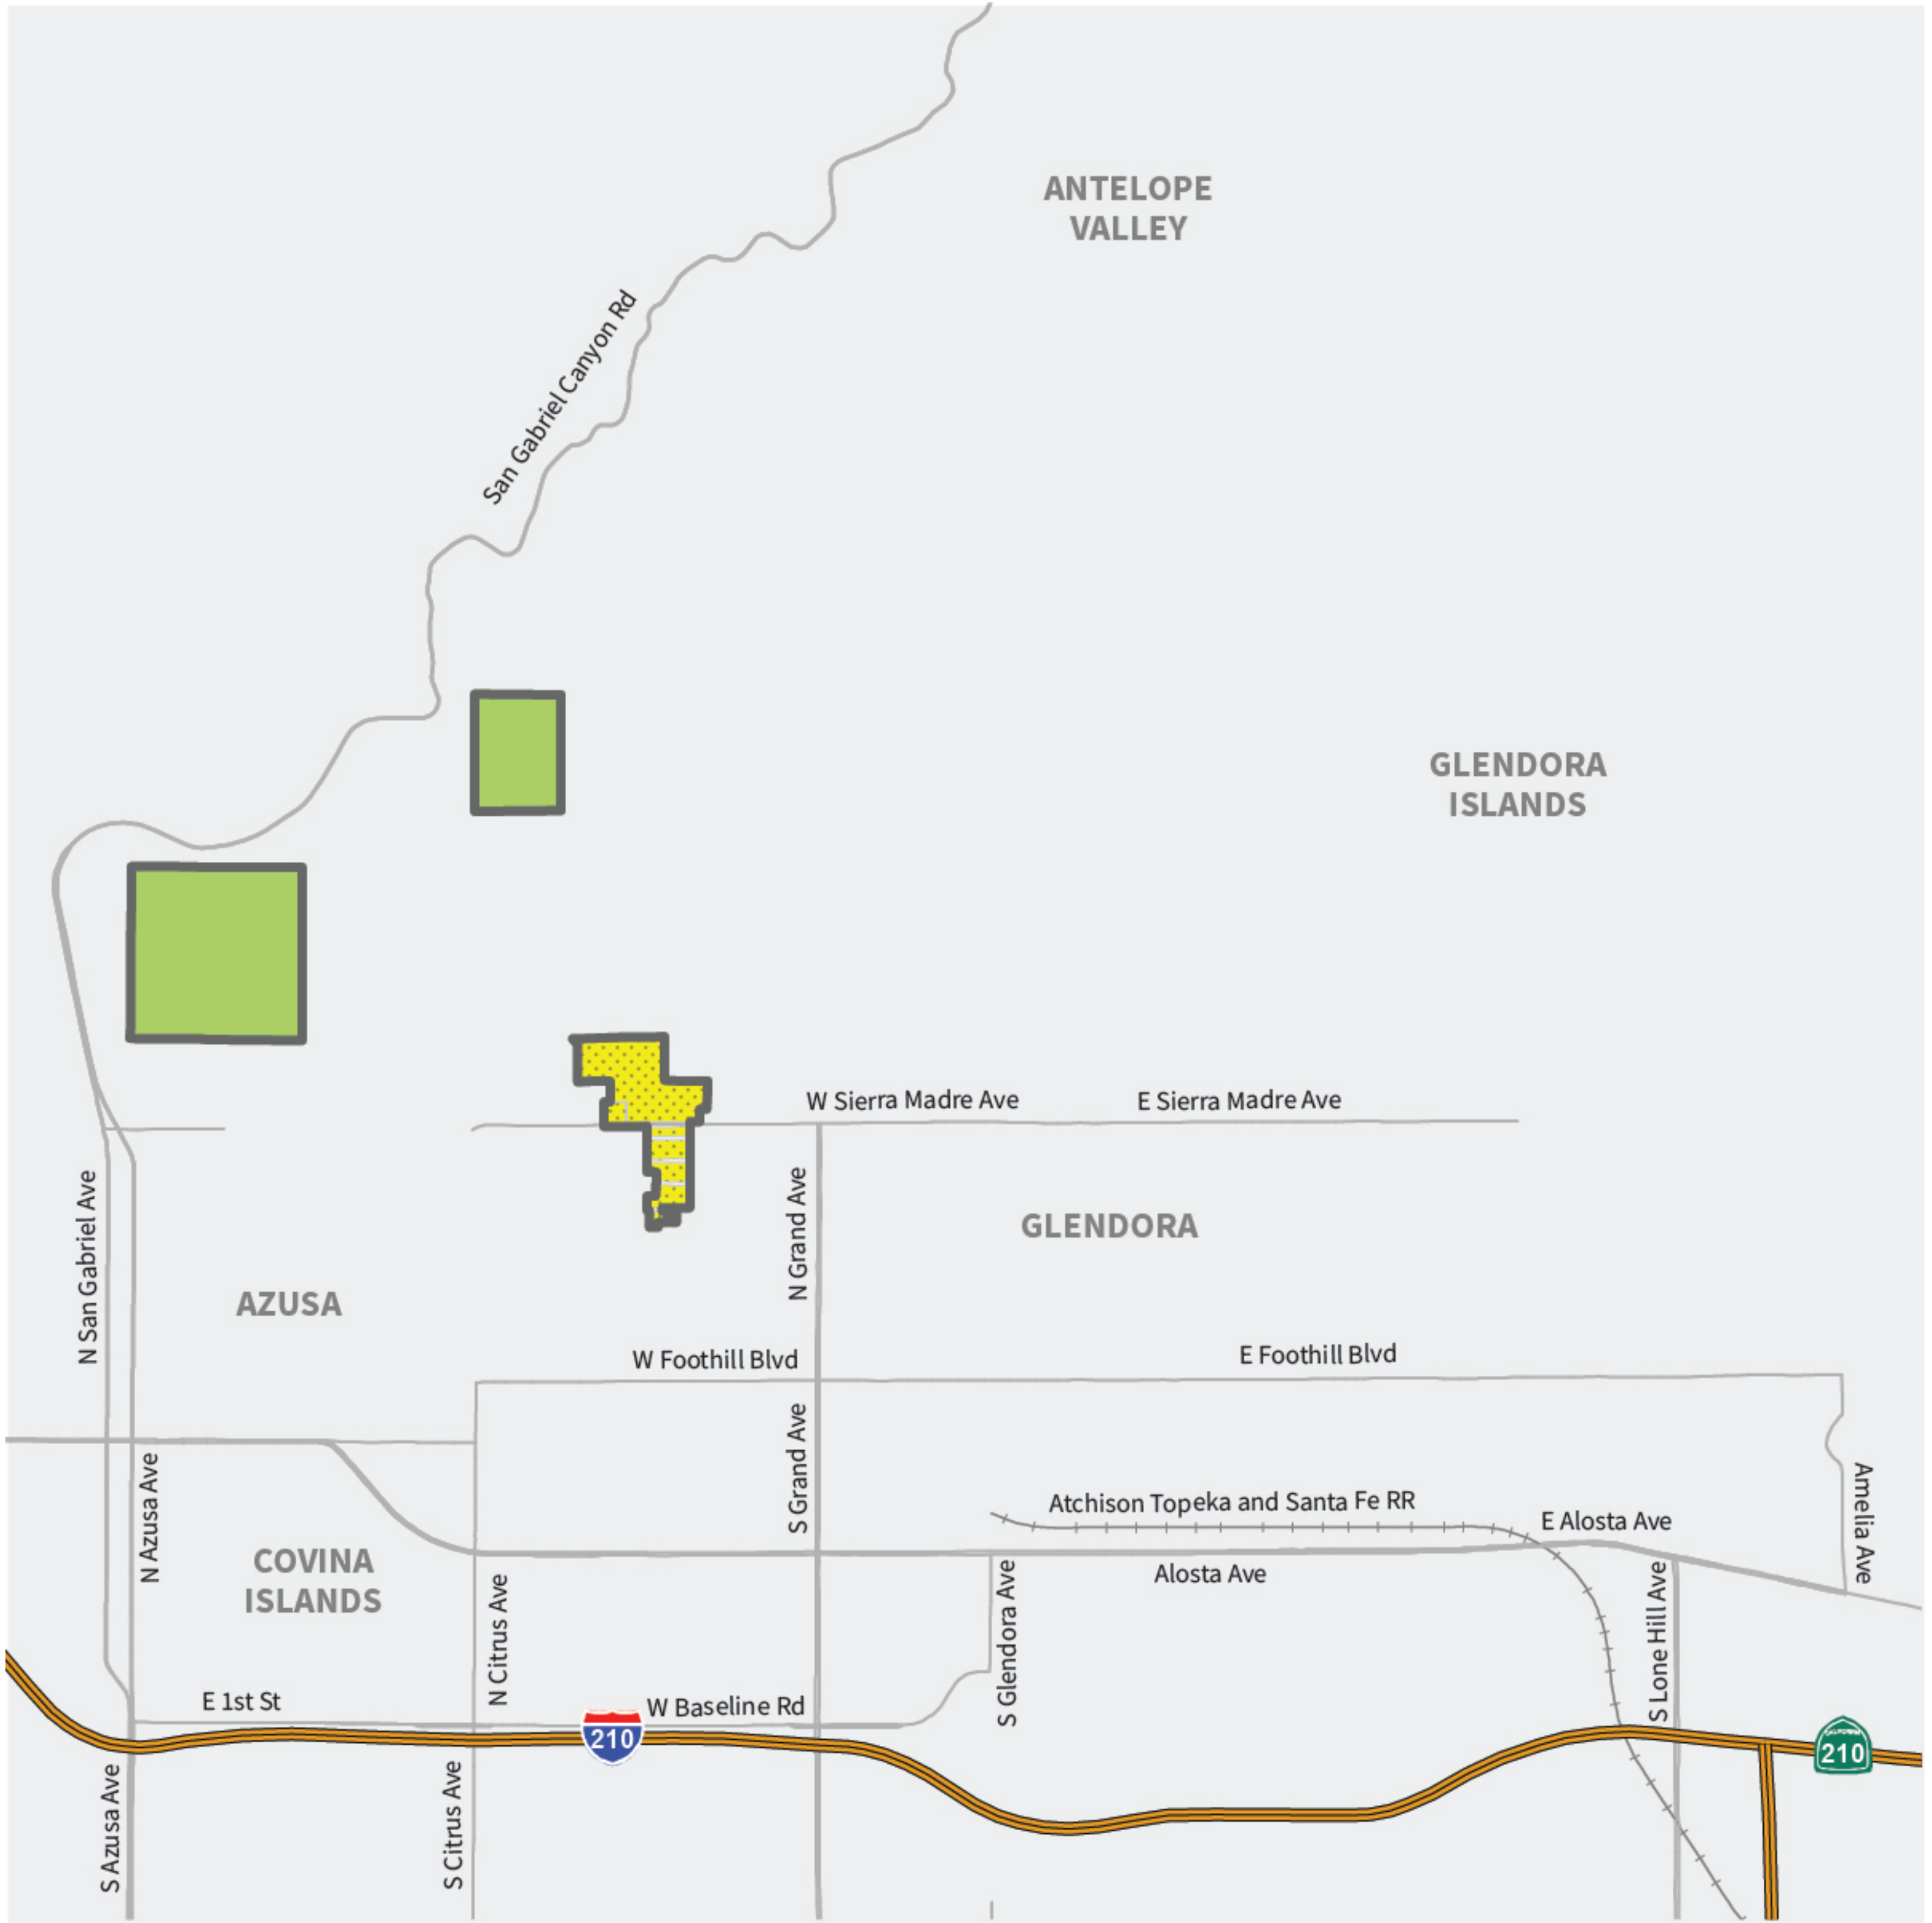 ANTELOPE
VALLEY
San Gabriel Canyon Rd
GLENDORA
ISLANDS
W Sierra Madre Ave
E Sierra Madre Ave
N San Gabriel Ave
N Grand Ave
GLENDORA
AZUSA
W Foothill Blvd
E Foothill Blvd
S Grand Ave
N Azusa Ave
Atchison Topeka and Santa Fe RR
E Alosta Ave
Amelia Ave
COVINA
ISLANDS
Alosta Ave
N Citrus Ave
S Glendora Ave
S Lone Hill Ave
E 1st St
W Baseline Rd
210
CALIFORNIA
210
S Azusa Ave
S Citrus Ave